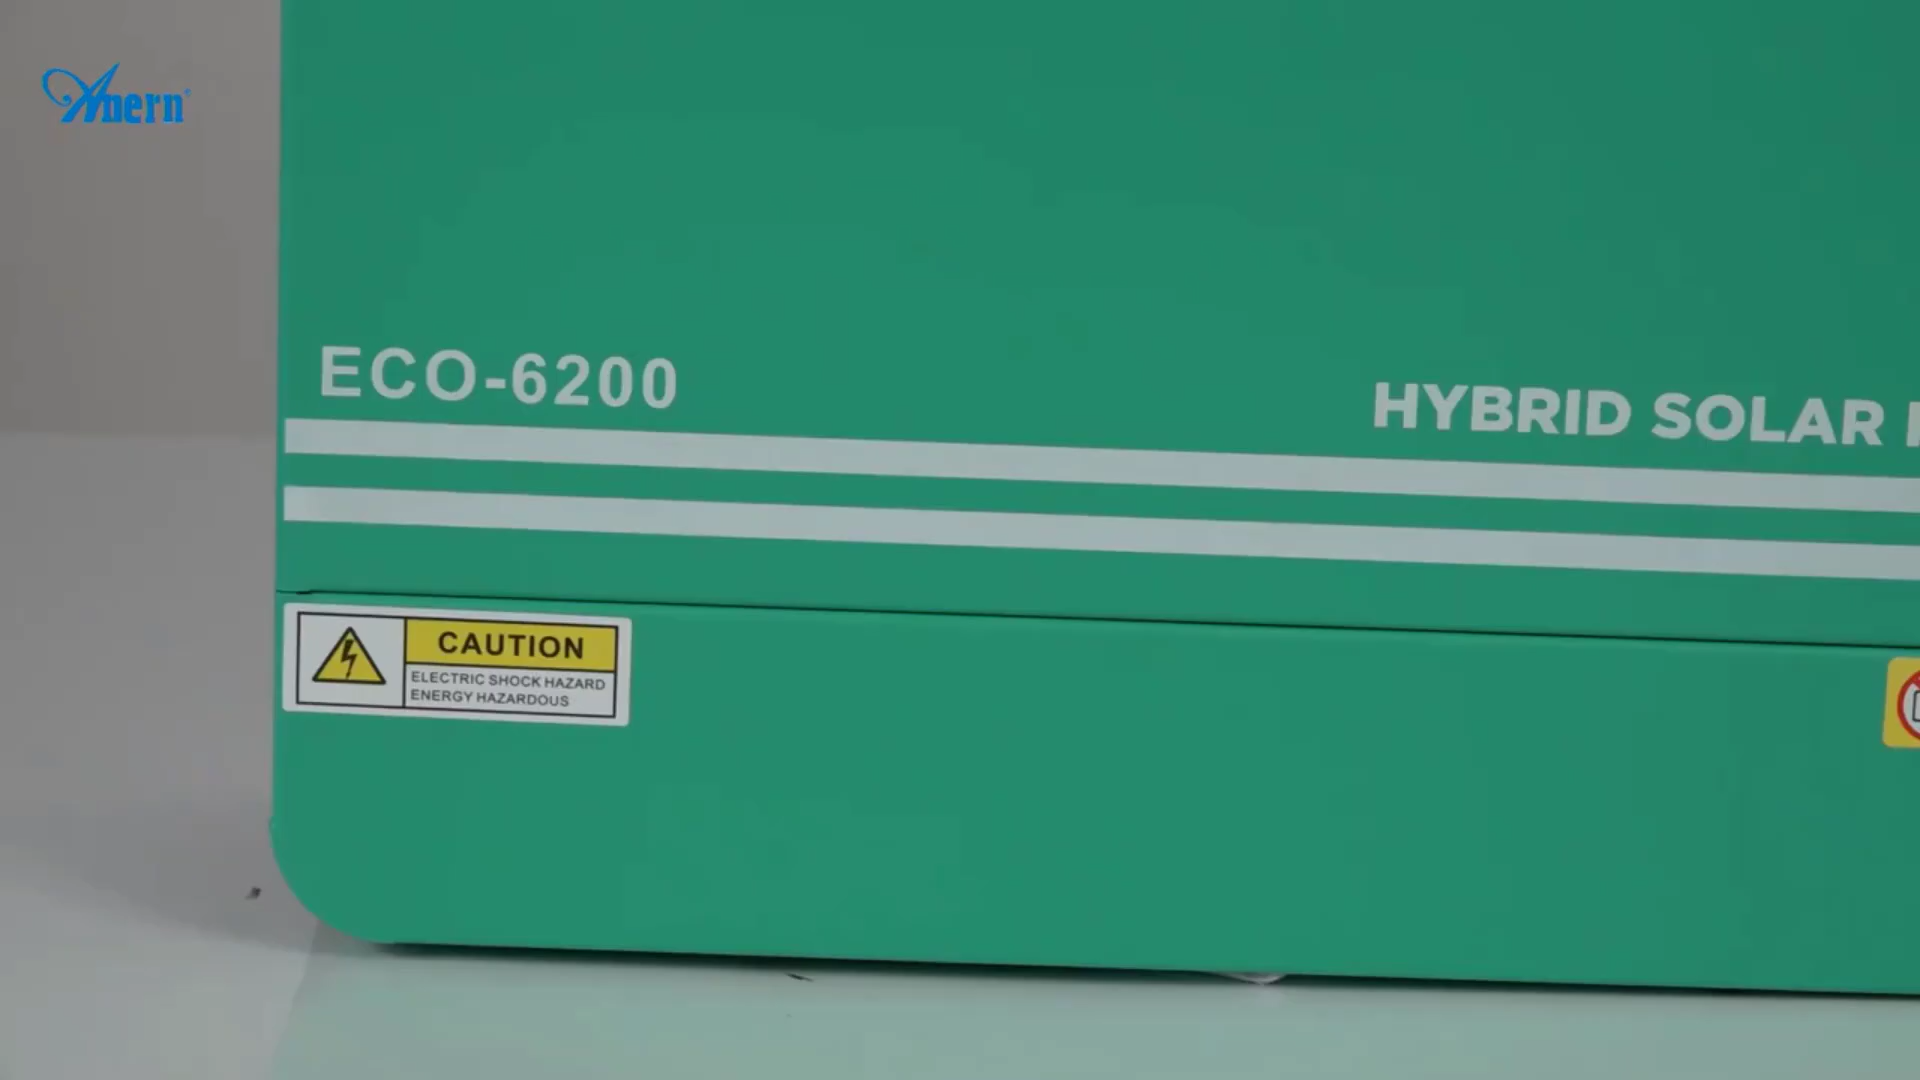 Anern
ECO-6200
HYBRID SOLAR
CAUTION
ELECTRIC SHOCK HAZARD
ENERGY HAZARDOUS